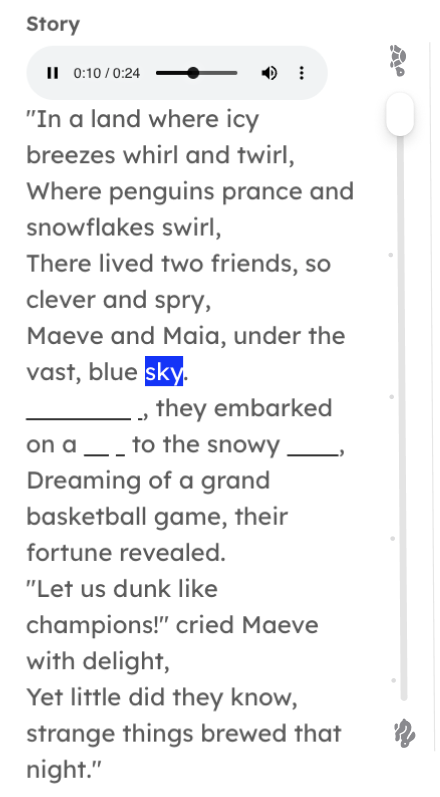 Story
0:10 / 0:24
"In a land where icy
breezes whirl and twirl,
Where penguins prance and
snowflakes swirl,
There lived two friends, so
clever and spry,
Maeve and Maia, under the
vast, blue sky.
_________ _, they embarked
on a __ _ to the snowy ____,
Dreaming of a grand
basketball game, their
fortune revealed.
"Let us dunk like
champions!" cried Maeve
with delight,
Yet little did they know,
strange things brewed that
night."